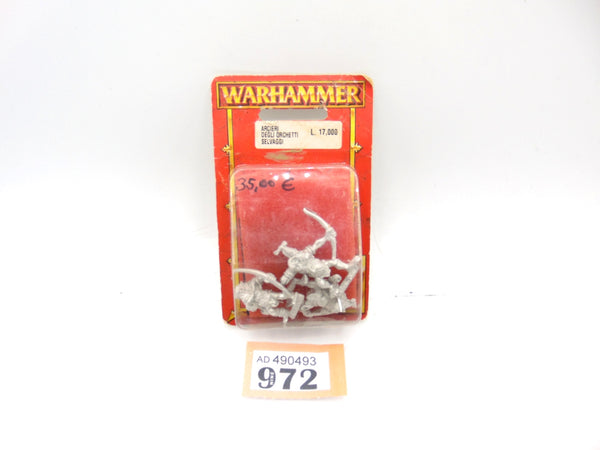 WARHAMMER
ARCIERI
DEGLI ORCHETTI
SELVAGGI
L. 17,000
35,00 €
AD 490493
972